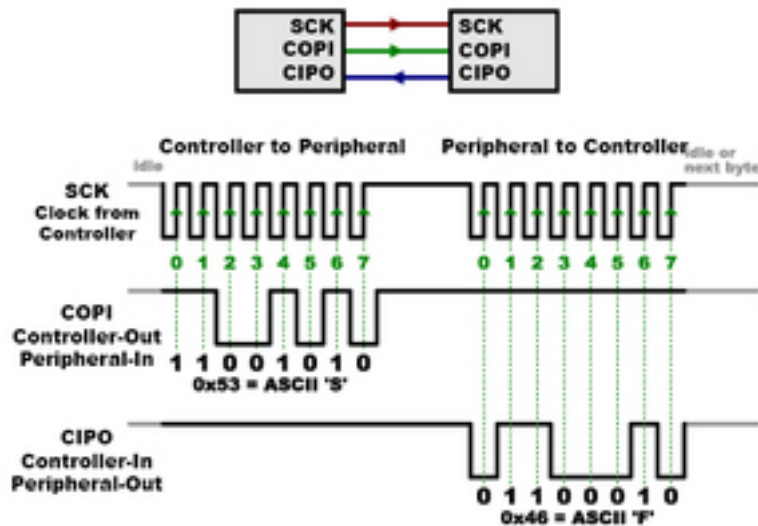 SCK SCK
COPI COPI
CIPO CIPO
Controller to Peripheral Peripheral to Controller
Idle Idle or
next byte
SCK
Clock from
Controller
0 1 2 3 4 5 6 7 0 1 2 3 4 5 6 7
COPI
Controller-Out
Peripheral-In
1 1 0 0 1 0 1 0
0x53 = ASCII 'S'
CIPO
Controller-In
Peripheral-Out
0 1 1 0 0 0 1 0
0x46 = ASCII 'F'